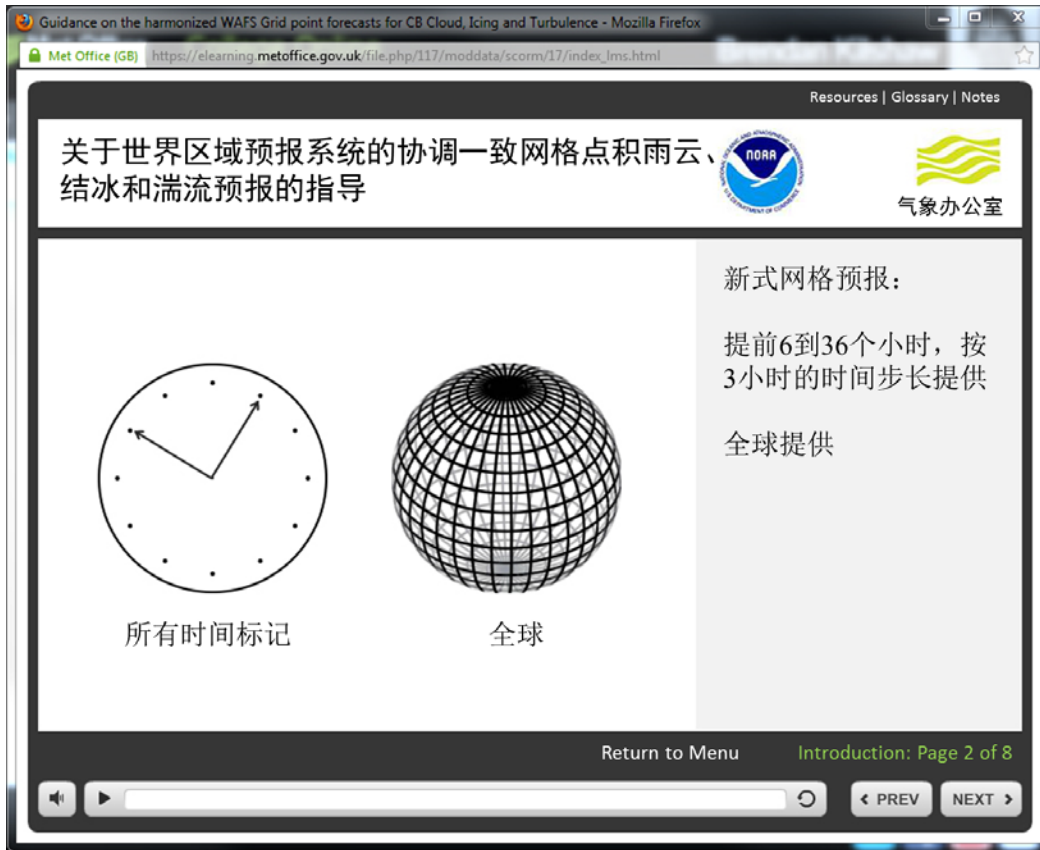 Guidance on the harmonized WAFS Grid point forecasts for CB Cloud, Icing and Turbulence - Mozilla Firefox
Met Office (GB) https://elearning.metoffice.gov.uk/file.php/117/moddata/scorm/17/index_lms.html
Resources | Glossary | Notes
关于世界区域预报系统的协调一致网格点积雨云、
结冰和湍流预报的指导
NOAA
气象办公室
新式网格预报：
提前6到36个小时，按
3小时的时间步长提供
全球提供
所有时间标记
全球
Return to Menu
Introduction: Page 2 of 8
PREV
NEXT